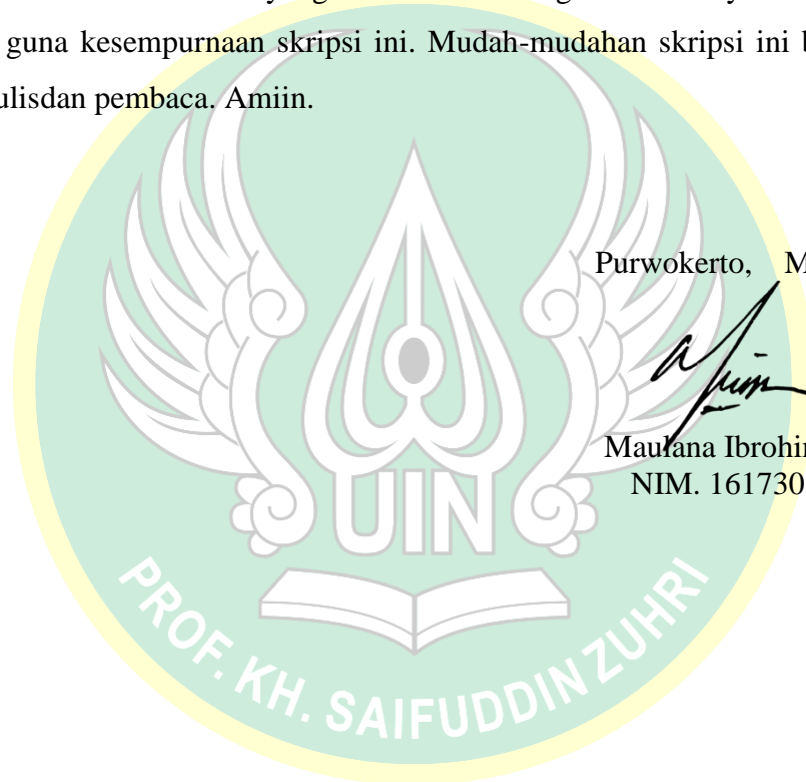 guna kesempurnaan skripsi ini. Mudah-mudahan skripsi ini
ulisdan pembaca. Amiin.
Purwokerto, M
Maulana Ibrohim
NIM. 161730
UIN
PROF. KH. SAIFUDDIN ZUHRI